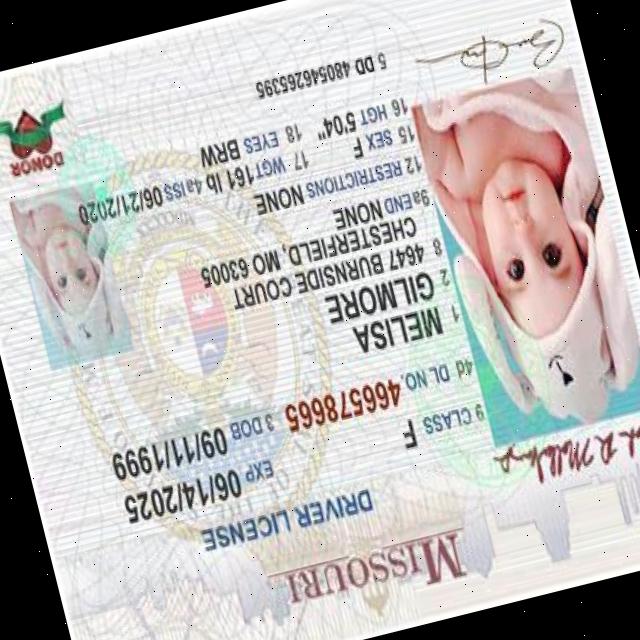 MISSOURI
DRIVER LICENSE
9 CLASS F EXP 06/14/2025
4d DL NO. 466578665 3 DOB 09/11/1999
1 MELISA
2 GILMORE
8 4647 BURNSIDE COURT
CHESTERFIELD, MO 63005
9a END NONE
12 RESTRICTIONS NONE 4a ISS 06/21/2020
15 SEX F 17 WGT 161 lb
16 HGT 5'04" 18 EYES BRW
DONOR
5 DD 480546265395